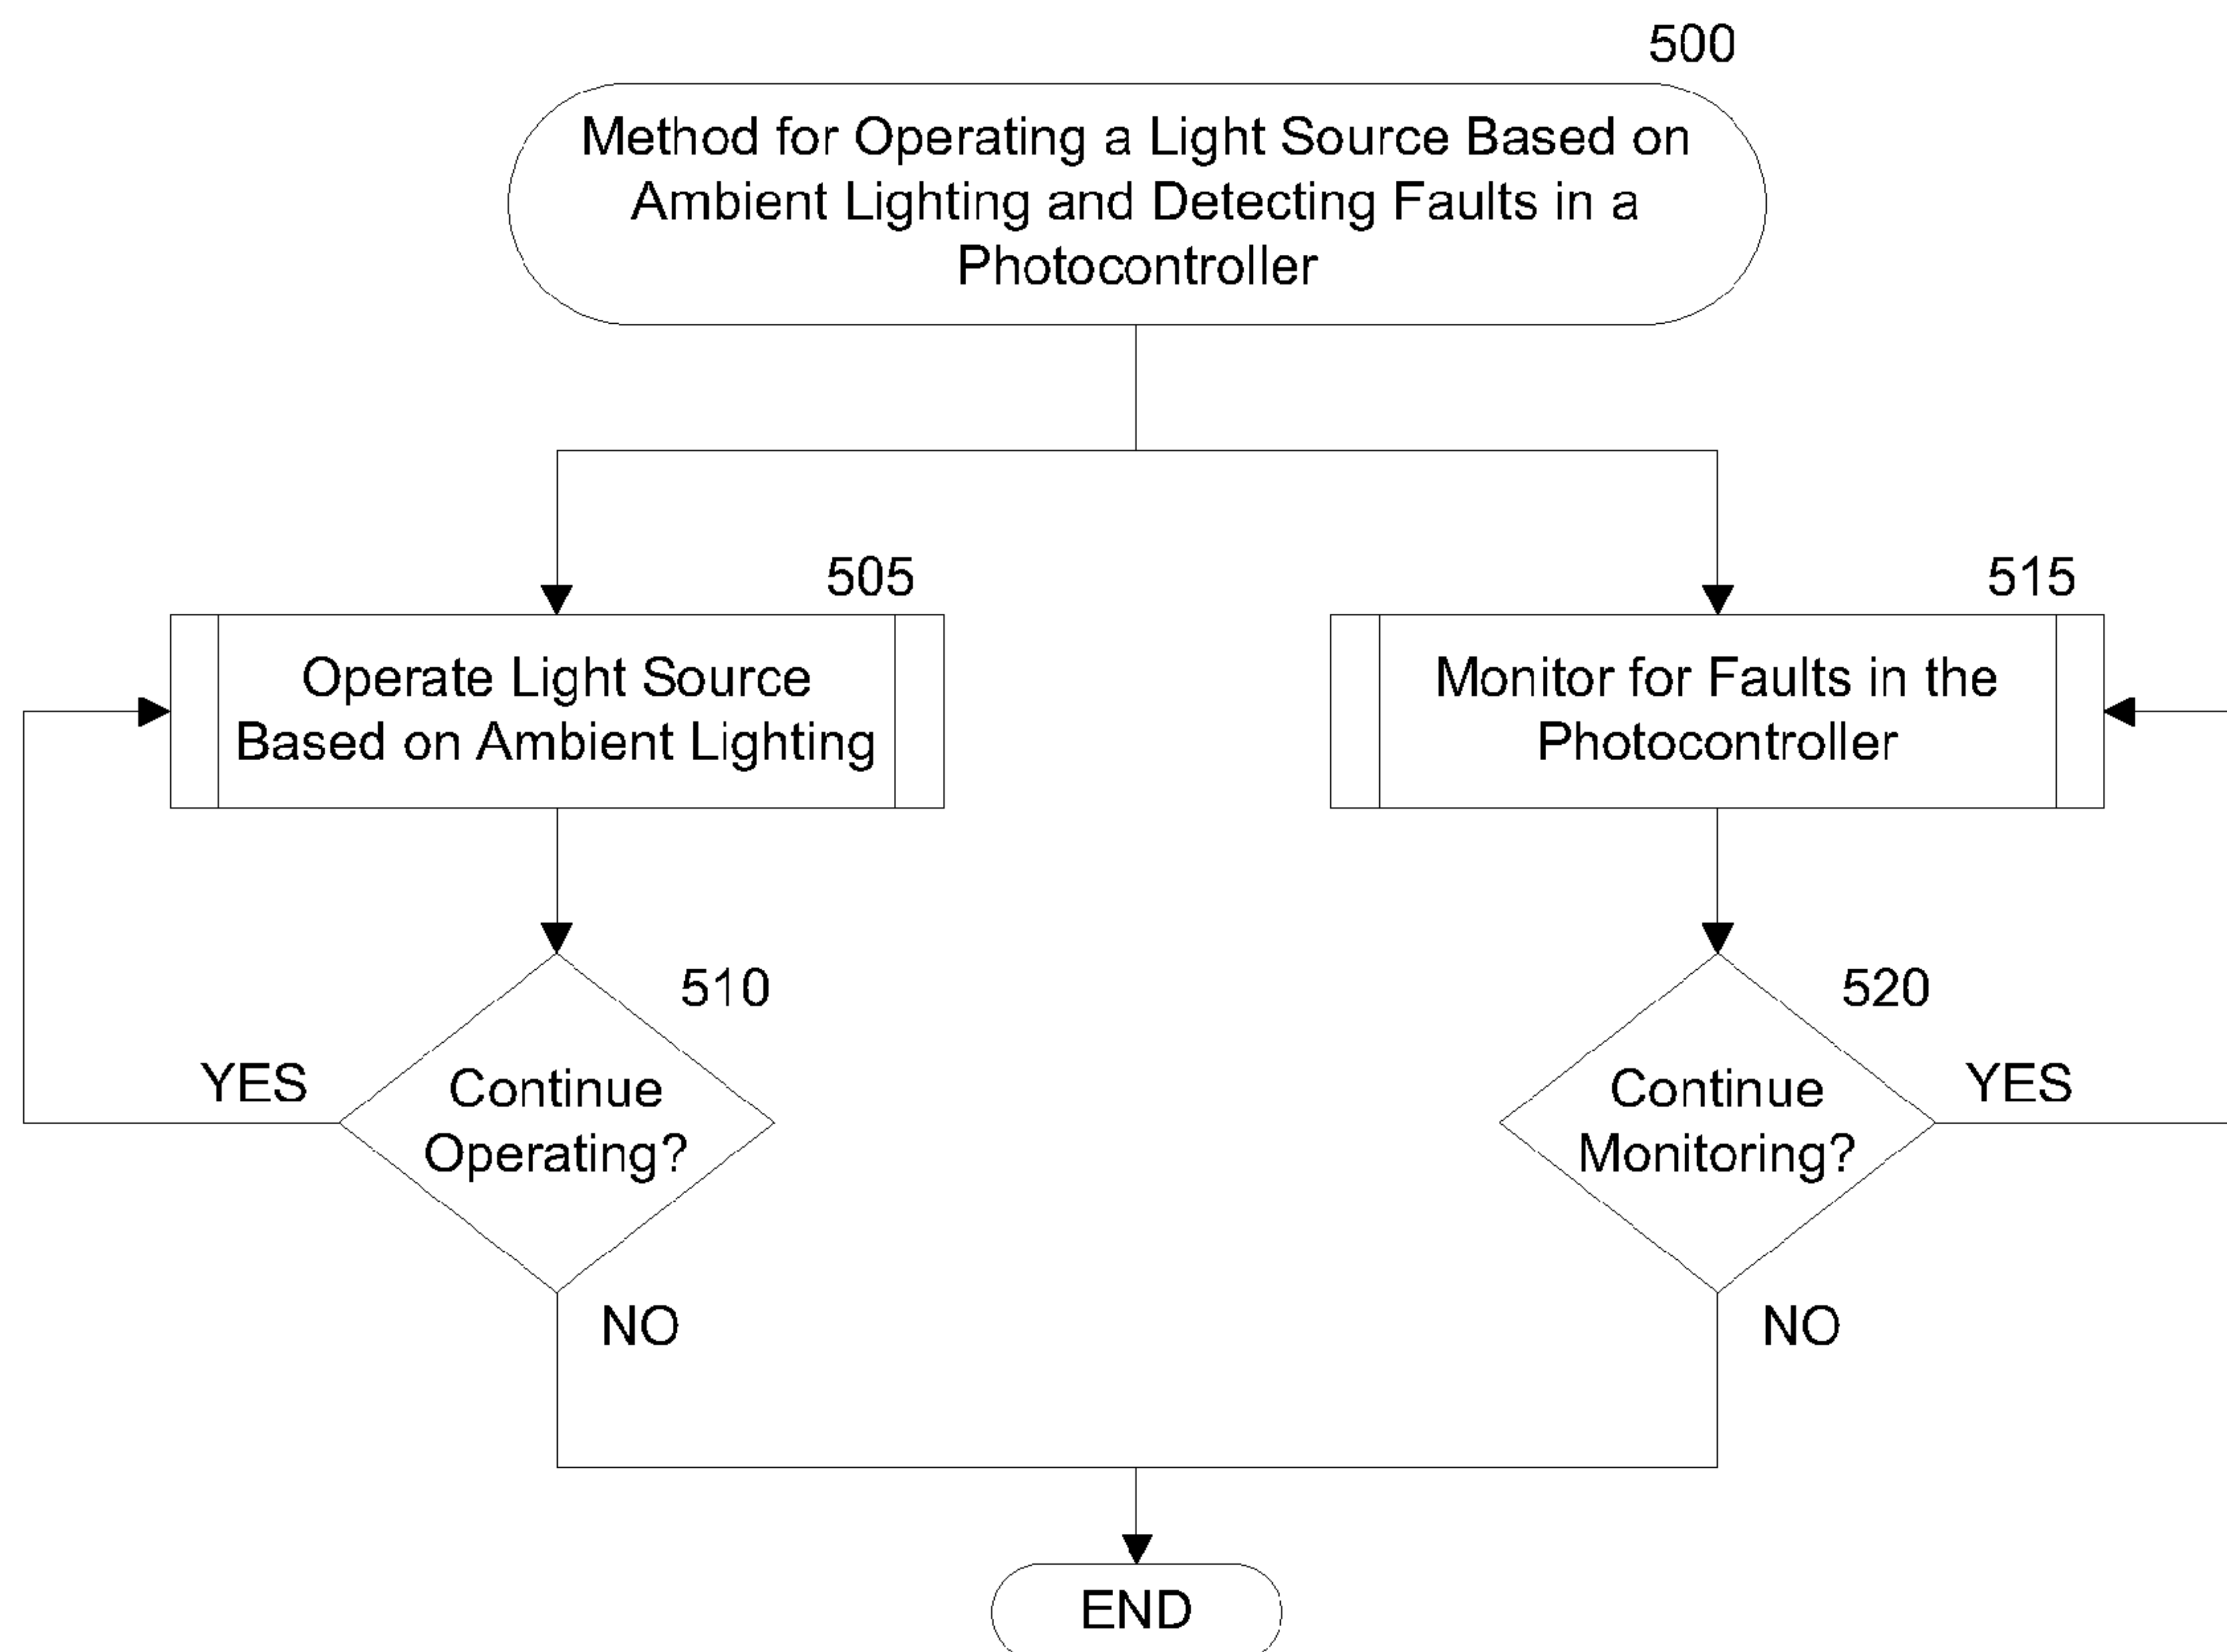 500
Method for Operating a Light Source Based on
Ambient Lighting and Detecting Faults in a
Photocontroller
505
Operate Light Source
Based on Ambient Lighting
515
Monitor for Faults in the
Photocontroller
510
Continue
Operating?
YES
NO
520
Continue
Monitoring?
YES
NO
END